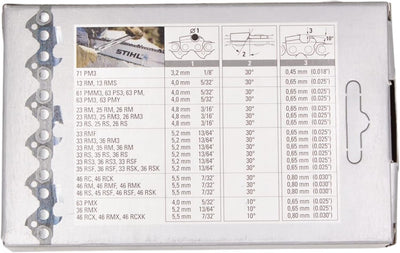 STIHL
1
2
3
10°
1 2 3
71 PM3 3,2 mm 1/8" 30° 0,45 mm (0.018")
13 RM, 13 RMS 4,0 mm 5/32" 30° 0,65 mm (0.025")
61 PMM3, 63 PS3, 63 PM, 4,0 mm 5/32" 30° 0,65 mm (0.025")
63 PM3, 63 PMY 4,0 mm 5/32" 30° 0,65 mm (0.025")
23 RM, 25 RM, 26 RM 4,8 mm 3/16" 30° 0,65 mm (0.025")
23 RM3, 25 RM3, 26 RM3 4,8 mm 3/16" 30° 0,65 mm (0.025")
23 RS, 25 RS, 26 RS 4,8 mm 3/16" 30° 0,65 mm (0.025")
33 RMF 5,2 mm 13/64" 30° 0,65 mm (0.025")
33 RM3, 36 RM3 5,2 mm 13/64" 30° 0,65 mm (0.025")
33 RM, 35 RM, 36 RM 5,2 mm 13/64" 30° 0,65 mm (0.025")
33 RS, 35 RS, 36 RS 5,2 mm 13/64" 30° 0,65 mm (0.025")
33 RS3, 36 RS3, 33 RSF 5,2 mm 13/64" 30° 0,65 mm (0.025")
35 RSF, 36 RSF, 33 RSK, 36 RSK 5,2 mm 13/64" 30° 0,65 mm (0.025")
46 RC, 46 RCK 5,5 mm 7/32" 30° 0,80 mm (0.030")
46 RM, 46 RMF, 46 RMK 5,5 mm 7/32" 30° 0,65 mm (0.025")
46 RS, 46 RSF, 46 RSK 5,5 mm 7/32" 30° 0,80 mm (0.030")
63 PMX 4,0 mm 5/32" 10° 0,65 mm (0.025")
36 RMX 5,2 mm 13/64" 10° 0,65 mm (0.025")
46 RCX, 46 RMX, 46 RCXK 5,5 mm 7/32" 10° 0,80 mm (0.030")